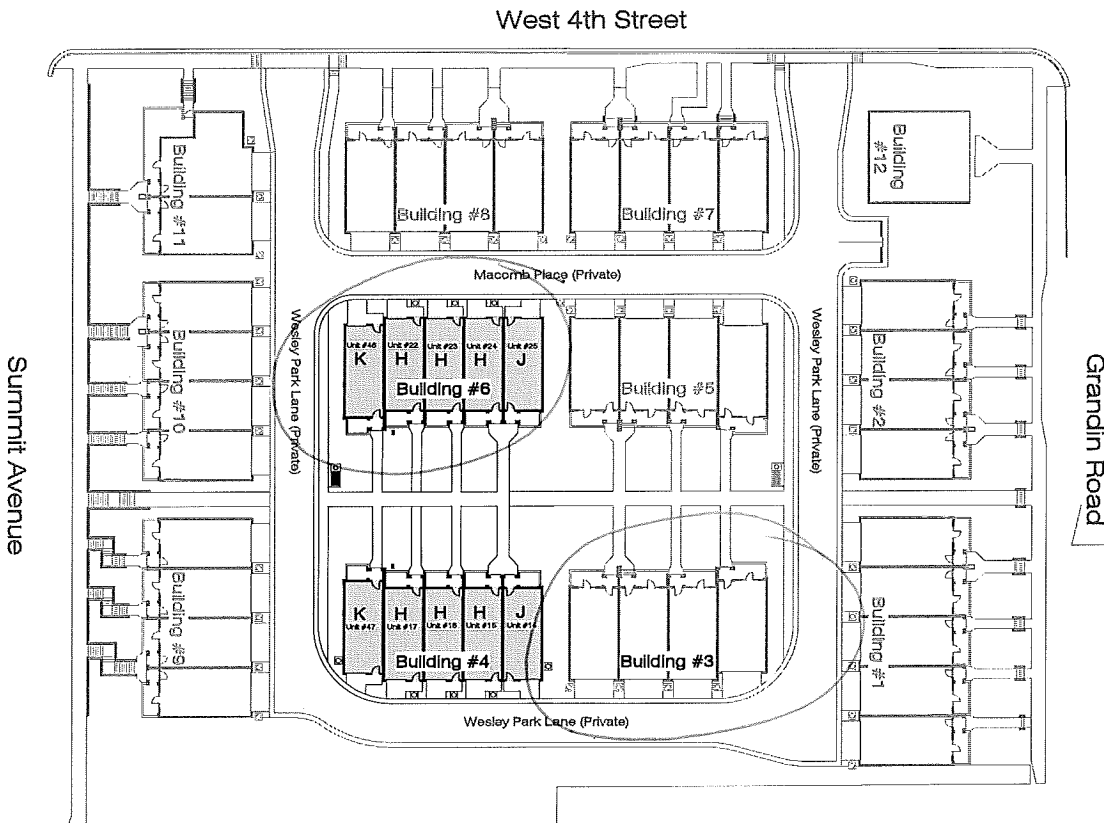 West 4th Street
Building #11
Building #8
Building #7
Building #12
Macomb Place (Private)
Wesley Park Lane (Private)
Wesley Park Lane (Private)
Summit Avenue
Grandin Road
Building #10
Unit #46
K
Unit #22
H
Unit #23
H
Unit #24
H
Unit #25
J
Building #6
Building #5
Building #2
Building #9
K
Unit #47
H
Unit #17
H
Unit #16
H
Unit #15
J
Unit #14
Building #4
Building #3
Building #1
Wesley Park Lane (Private)